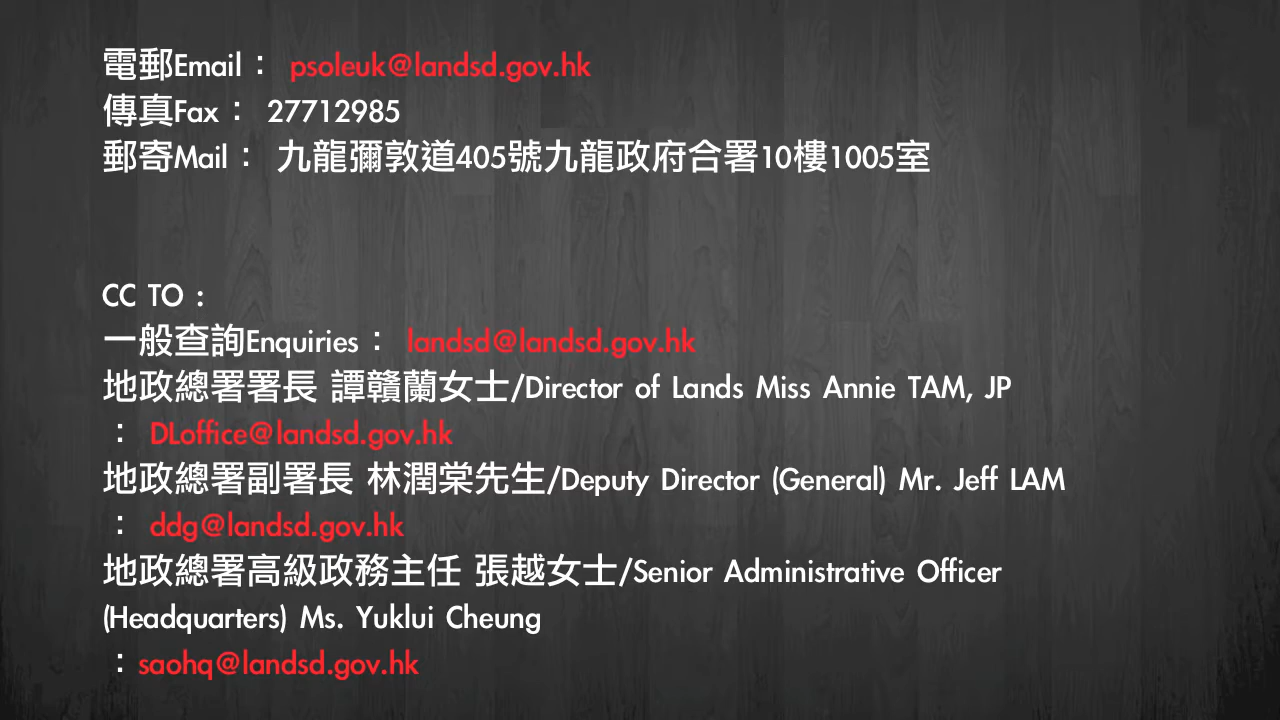 電郵Email： psoleuk@landsd.gov.hk
傳真Fax： 27712985
郵寄Mail： 九龍彌敦道405號九龍政府合署10樓1005室
CC TO :
一般查詢Enquiries： landsd@landsd.gov.hk
地政總署署長 譚贛蘭女士/Director of Lands Miss Annie TAM, JP
： DLoffice@landsd.gov.hk
地政總署副署長 林潤棠先生/Deputy Director (General) Mr. Jeff LAM
： ddg@landsd.gov.hk
地政總署高級政務主任 張越女士/Senior Administrative Officer
(Headquarters) Ms. Yuklui Cheung
：saohq@landsd.gov.hk